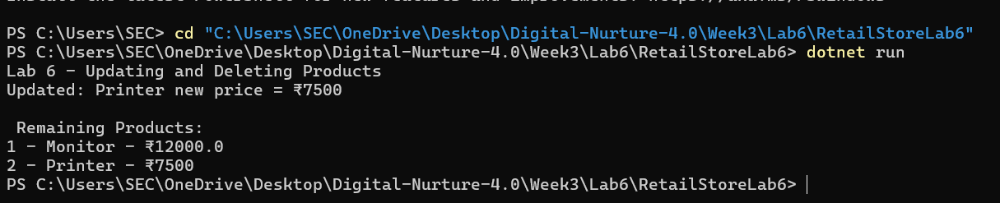 PS C:\Users\SEC> cd "C:\Users\SEC\OneDrive\Desktop\Digital-Nurture-4.0\Week3\Lab6\RetailStoreLab6"
PS C:\Users\SEC\OneDrive\Desktop\Digital-Nurture-4.0\Week3\Lab6\RetailStoreLab6> dotnet run
Lab 6 - Updating and Deleting Products
Updated: Printer new price = ₹7500
Remaining Products:
1 - Monitor - ₹12000.0
2 - Printer - ₹7500
PS C:\Users\SEC\OneDrive\Desktop\Digital-Nurture-4.0\Week3\Lab6\RetailStoreLab6>